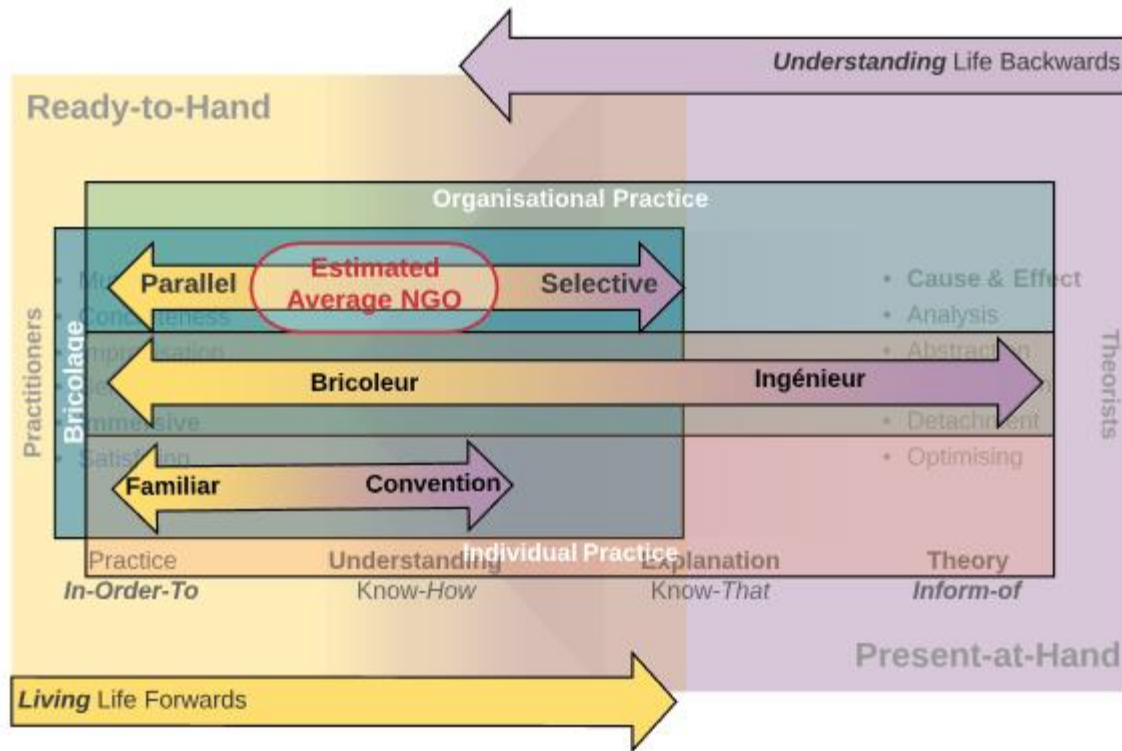 Understanding Life Backwards
Ready-to-Hand
Organisational Practice
Parallel
Estimated
Average NGO
Selective
Practitioners
Bricolage
Concreteness
Immersive
Bricoleur
Ingénieur
Familiar
Convention
• Cause & Effect
• Analysis
• Abstraction
• Detachment
• Optimising
Theorists
Individual Practice
Practice
In-Order-To
Understanding
Know-How
Explanation
Know-That
Theory
Inform-of
Present-at-Hand
Living Life Forwards